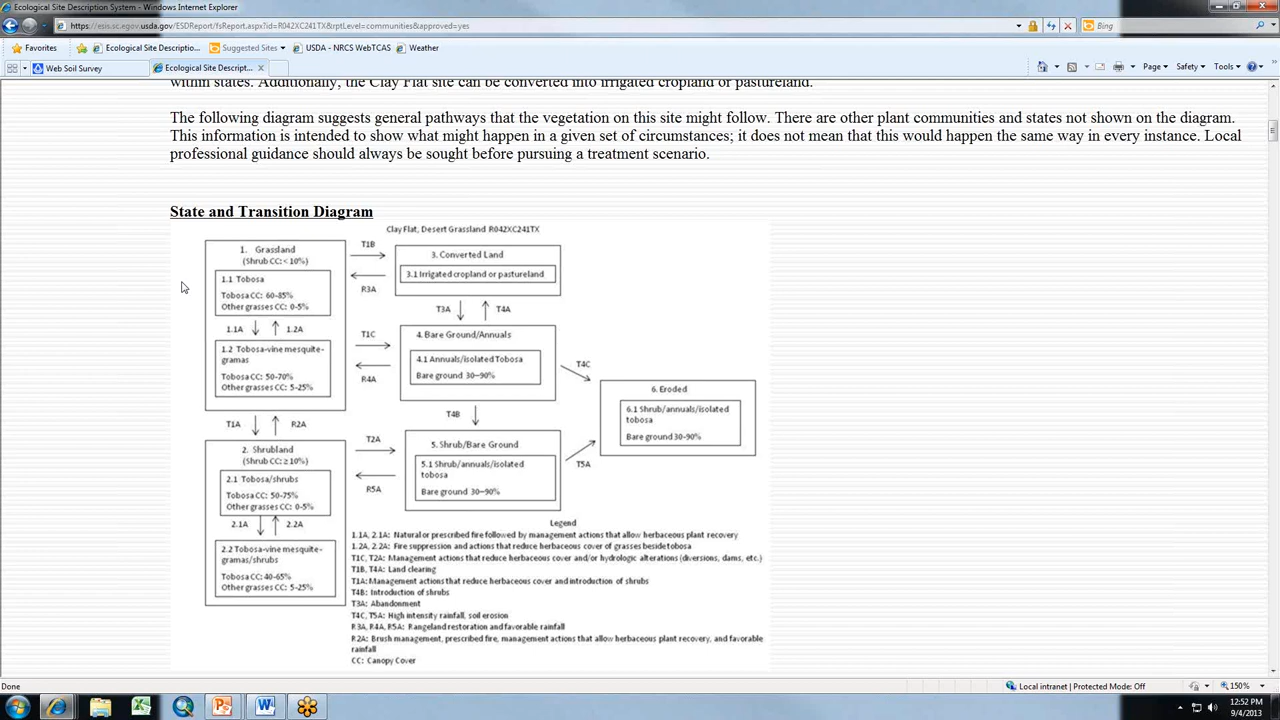 Ecological Site Description System - Windows Internet Explorer
https://esis.sc.egov.usda.gov/ESDReport/fsReport.aspx?id=R042XC241TX&rptLevel=communities&approved=yes
Bing
Favorites
Ecological Site Descriptio...
Suggested Sites
USDA - NRCS WebTCAS
Weather
Web Soil Survey
Ecological Site Descript...
Page
Safety
Tools
within states. Additionally, the Clay Flat site can be converted into irrigated cropland or pastureland.
The following diagram suggests general pathways that the vegetation on this site might follow. There are other plant communities and states not shown on the diagram.
This information is intended to show what might happen in a given set of circumstances; it does not mean that this would happen the same way in every instance. Local
professional guidance should always be sought before pursuing a treatment scenario.
State and Transition Diagram
Clay Flat, Desert Grassland R042XC241TX
1. Grassland
(Shrub CC: < 10%)
1.1 Tobosa
Tobosa CC: 60-85%
Other grasses CC: 0-5%
1.1A
1.2A
1.2 Tobosa-vine mesquite-
gramas
Tobosa CC: 50-70%
Other grasses CC: 5-25%
T1B
R3A
3. Converted Land
3.1 Irrigated cropland or pastureland
T3A
T4A
T1C
R4A
4. Bare Ground/Annuals
4.1 Annuals/isolated Tobosa
Bare ground 30-90%
T4C
6. Eroded
6.1 Shrub/annuals/isolated
tobosa
Bare ground 30-90%
T1A
R2A
T4B
2. Shrubland
(Shrub CC: ≥ 10%)
2.1 Tobosa/shrubs
Tobosa CC: 50-75%
Other grasses CC: 0-5%
2.1A
2.2A
2.2 Tobosa-vine mesquite-
gramas/shrubs
Tobosa CC: 40-65%
Other grasses CC: 5-25%
T2A
R5A
5. Shrub/Bare Ground
5.1 Shrub/annuals/isolated
tobosa
Bare ground 30-90%
T5A
Legend
1.1A, 2.1A: Natural or prescribed fire followed by management actions that allow herbaceous plant recovery
1.2A, 2.2A: Fire suppression and actions that reduce herbaceous cover of grasses beside tobosa
T1C, T2A: Management actions that reduce herbaceous cover and/or hydrologic alterations (diversions, dams, etc.)
T1B, T4A: Land clearing
T1A: Management actions that reduce herbaceous cover and introduction of shrubs
T4B: Introduction of shrubs
T3A: Abandonment
T4C, T5A: High intensity rainfall, soil erosion
R3A, R4A, R5A: Rangeland restoration and favorable rainfall
R2A: Brush management, prescribed fire, management actions that allow herbaceous plant recovery, and favorable
rainfall
CC: Canopy Cover
Done
Local intranet | Protected Mode: Off
150%
12:52 PM
9/4/2013